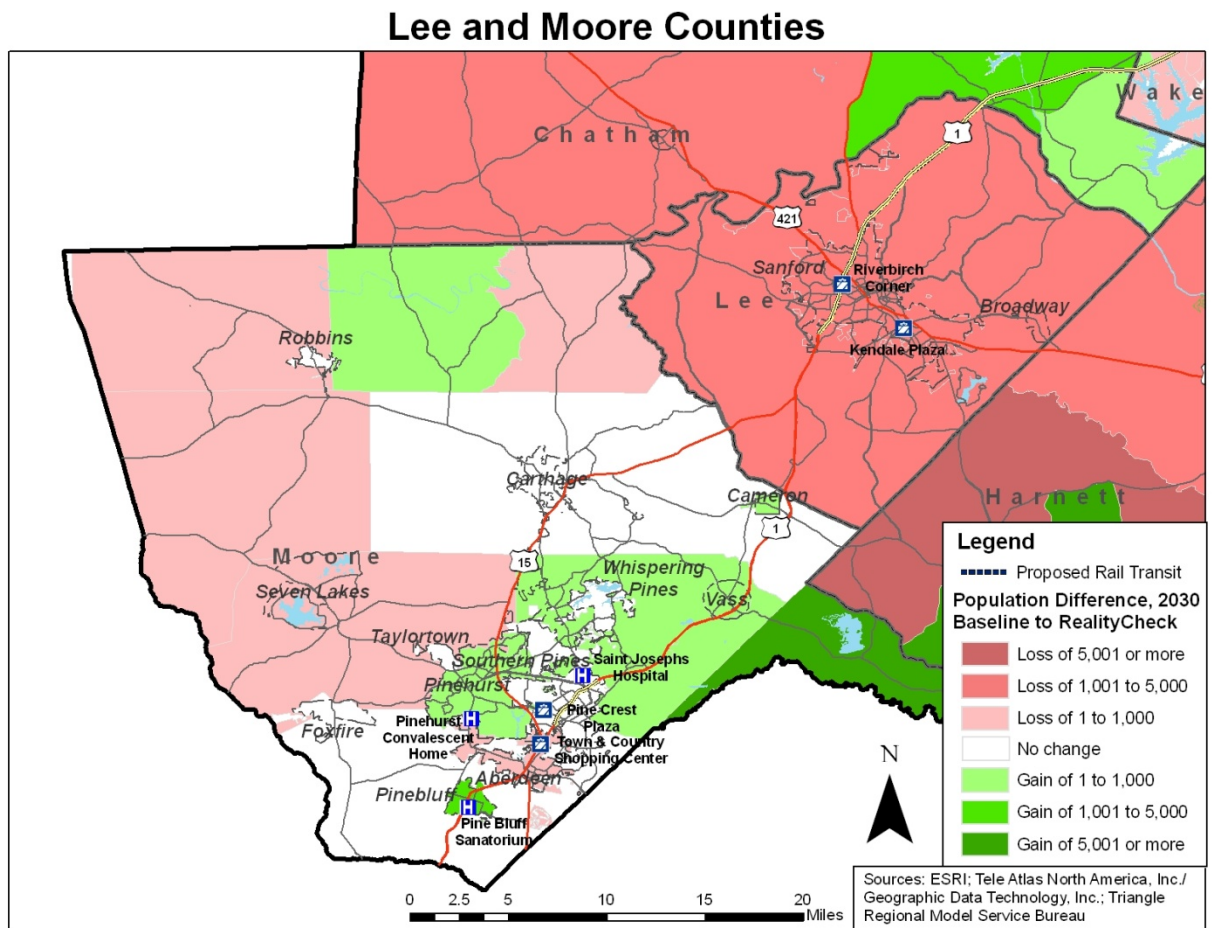 Lee and Moore Counties
Wake
Chatham
1
421
Sanford
Riverbirch
Corner
Lee
Broadway
Kendale Plaza
Robbins
Carthage
Cameron
Harnett
1
15
Moore
Seven Lakes
Whispering
Pines
Vass
Taylortown
Southern Pines
Saint Josephs
Hospital
Pinehurst
H
H
Pine Crest
Plaza
Pinehurst
Convalescent
Home
Foxfire
Town & Country
Shopping Center
Aberdeen
Pinebluff
H
Pine Bluff
Sanatorium
N
0 2.5 5 10 15 20
Miles
Legend
Proposed Rail Transit
Population Difference, 2030
Baseline to RealityCheck
Loss of 5,001 or more
Loss of 1,001 to 5,000
Loss of 1 to 1,000
No change
Gain of 1 to 1,000
Gain of 1,001 to 5,000
Gain of 5,001 or more
Sources: ESRI; Tele Atlas North America, Inc./
Geographic Data Technology, Inc.; Triangle
Regional Model Service Bureau